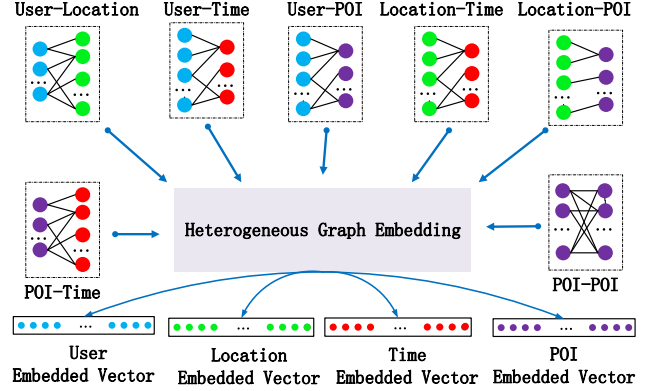 User-Location
User-Time
User-POI
Location-Time
Location-POI
Heterogeneous Graph Embedding
POI-Time
POI-POI
User
Embedded Vector
Location
Embedded Vector
Time
Embedded Vector
POI
Embedded Vector